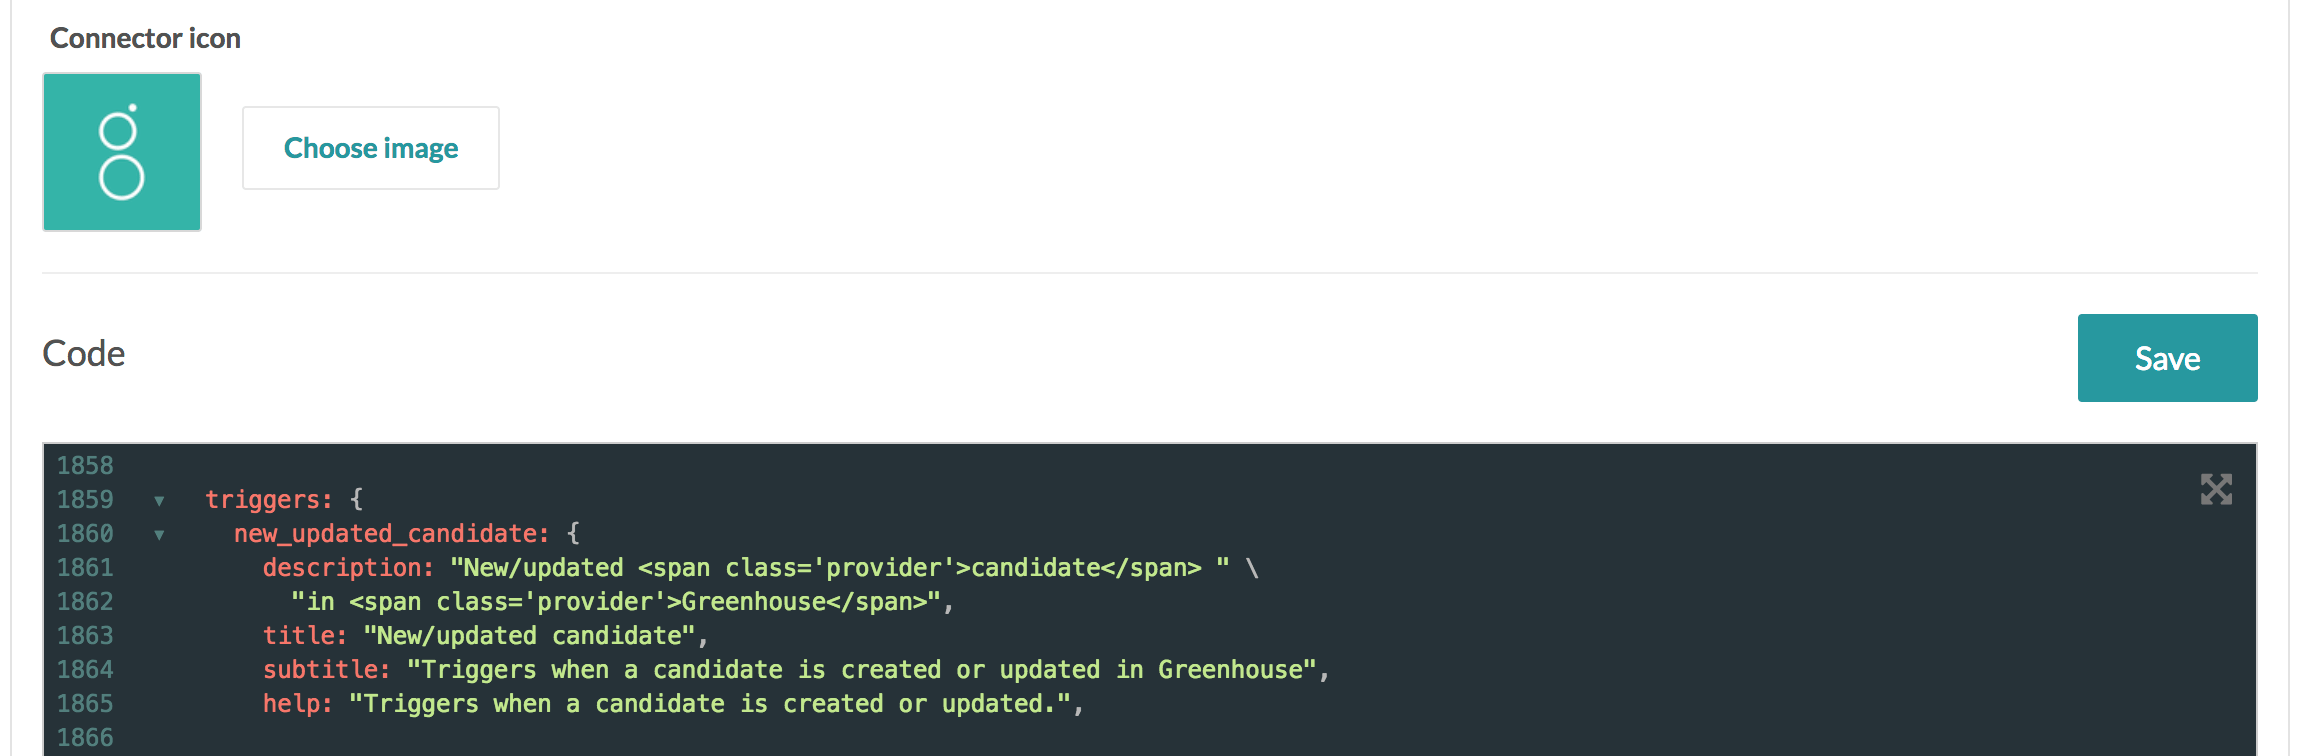 Connector icon
Choose image
Code
Save
1858
1859 ▾ triggers: {
1860 ▾ new_updated_candidate: {
1861 description: "New/updated <span class='provider'>candidate</span> " \
1862 "in <span class='provider'>Greenhouse</span>",
1863 title: "New/updated candidate",
1864 subtitle: "Triggers when a candidate is created or updated in Greenhouse",
1865 help: "Triggers when a candidate is created or updated.",
1866